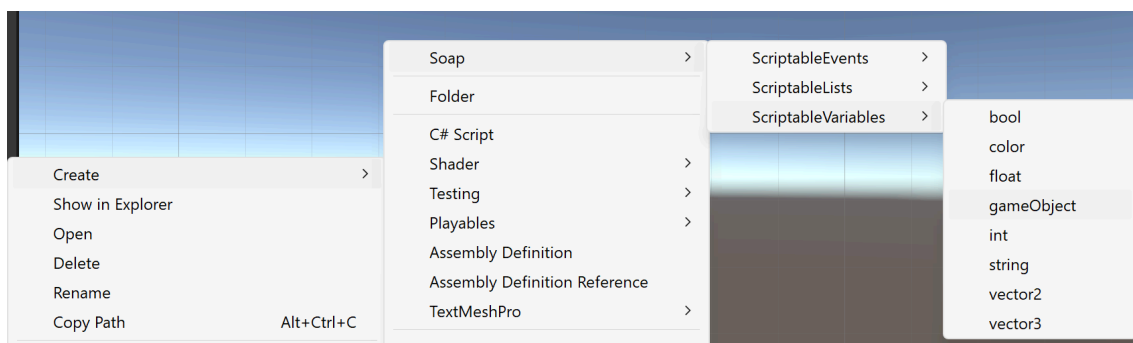 Create
Show in Explorer
Open
Delete
Rename
Copy Path Alt+Ctrl+C
Soap
Folder
C# Script
Shader
Testing
Playables
Assembly Definition
Assembly Definition Reference
TextMeshPro
ScriptableEvents
ScriptableLists
ScriptableVariables
bool
color
float
gameObject
int
string
vector2
vector3